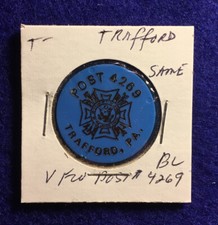 T- TRAFFORD
SAME
POST 4269
TRAFFORD, PA.
BL
VFW POST # 4269